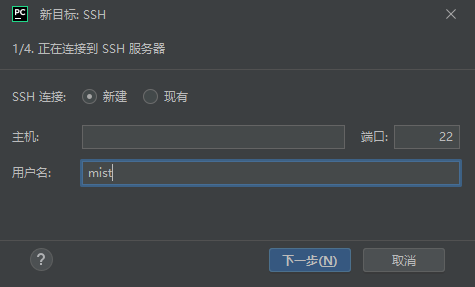 PC 新目标: SSH
1/4. 正在连接到 SSH 服务器
SSH 连接: 新建 现有
主机: 端口: 22
用户名: mist
? 下一步(N) 取消